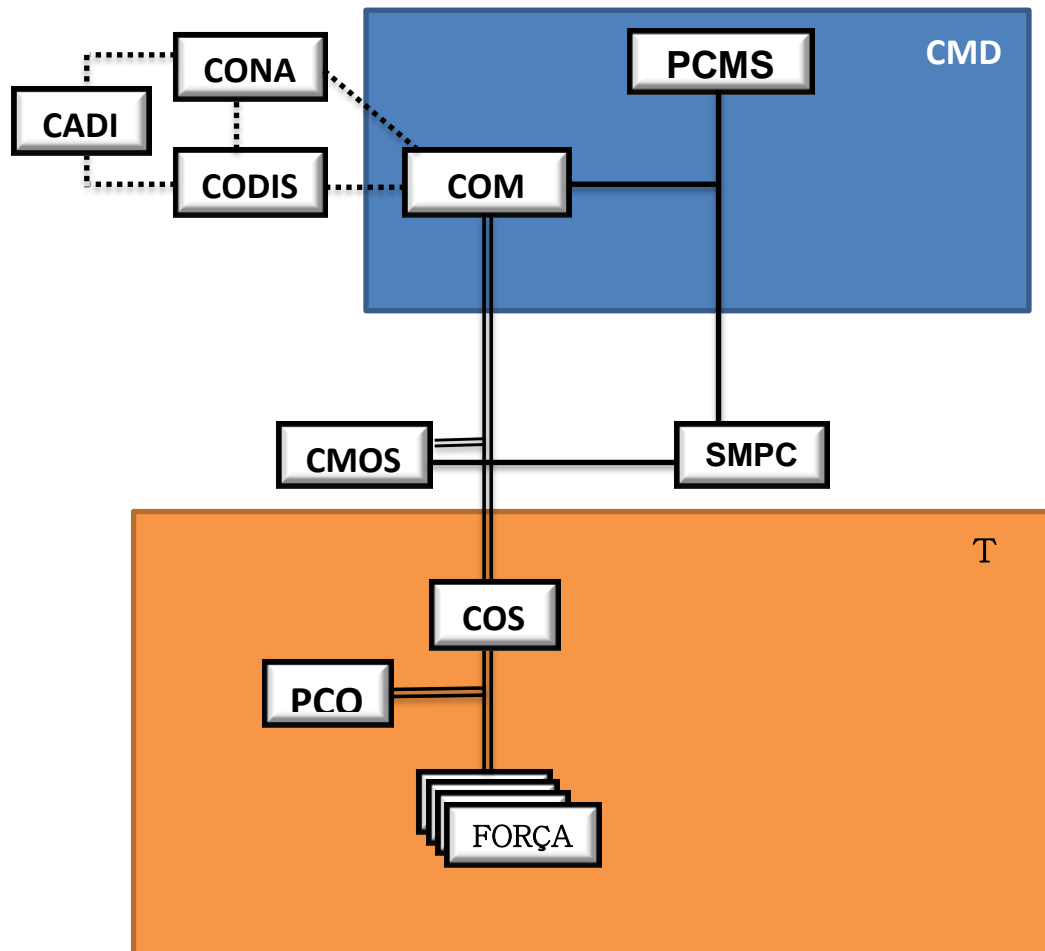 CONA
PCMS
CMD
CADI
CODIS
COM
CMOS
SMPC
T
COS
PCO
FORÇA